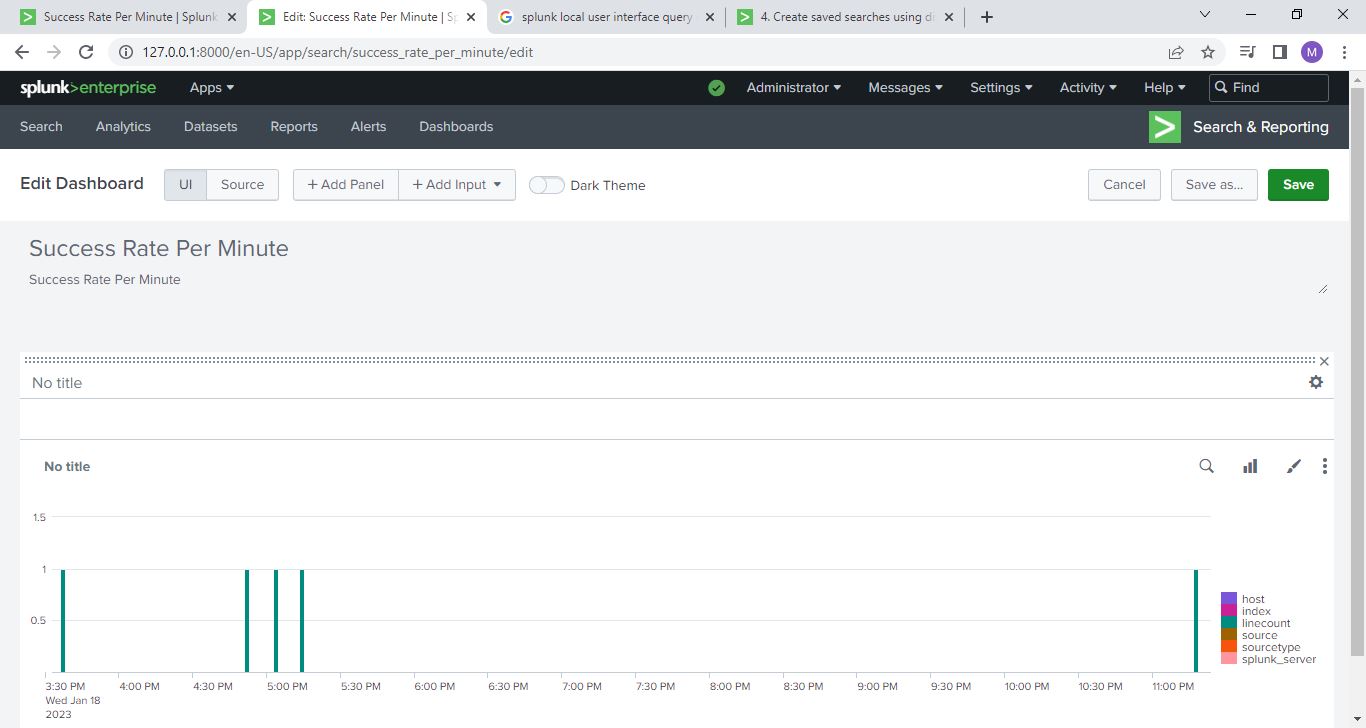 Success Rate Per Minute | Splunk
Edit: Success Rate Per Minute | Sp
splunk local user interface query
4. Create saved searches using di
127.0.0.1:8000/en-US/app/search/success_rate_per_minute/edit
M
splunk>enterprise
Apps
Administrator
Messages
Settings
Activity
Help
Find
Search
Analytics
Datasets
Reports
Alerts
Dashboards
Search & Reporting
Edit Dashboard
UI
Source
+ Add Panel
+ Add Input
Dark Theme
Cancel
Save as...
Save
Success Rate Per Minute
Success Rate Per Minute
No title
No title
1.5
1
0.5
host
index
linecount
source
sourcetype
splunk_server
3:30 PM
4:00 PM
4:30 PM
5:00 PM
5:30 PM
6:00 PM
6:30 PM
7:00 PM
7:30 PM
8:00 PM
8:30 PM
9:00 PM
9:30 PM
10:00 PM
10:30 PM
11:00 PM
Wed Jan 18
2023